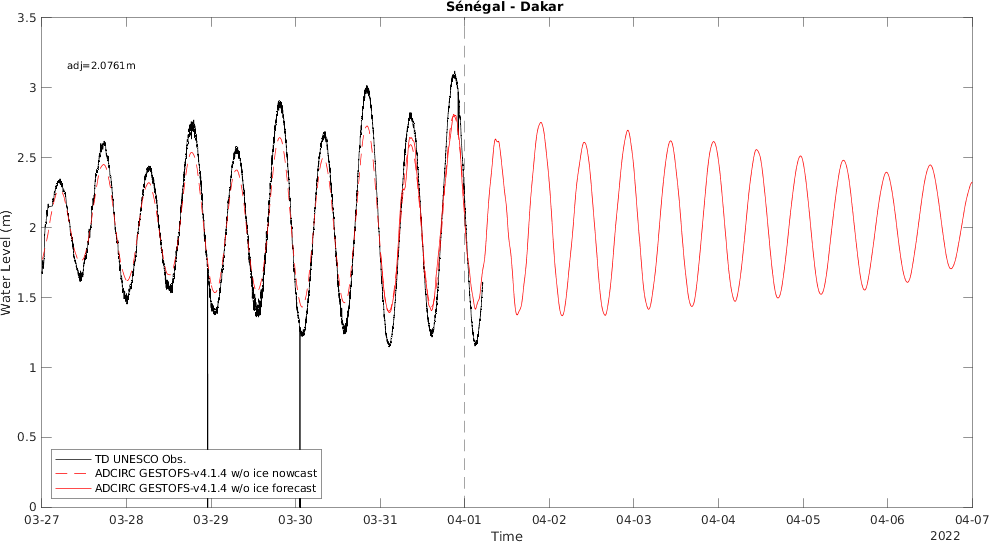 Sénégal - Dakar
adj=2.0761m
Water Level (m)
3.5
3
2.5
2
1.5
1
0.5
0
TD UNESCO Obs.
ADCIRC GESTOFS-v4.1.4 w/o ice nowcast
ADCIRC GESTOFS-v4.1.4 w/o ice forecast
03-27 03-28 03-29 03-30 03-31 04-01 04-02 04-03 04-04 04-05 04-06 04-07
Time
2022